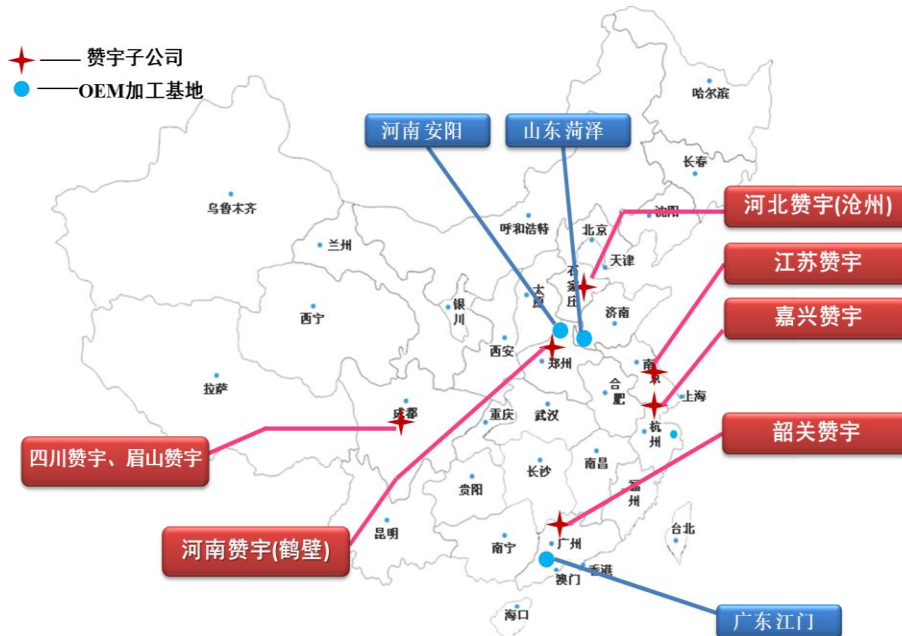 赞宇子公司
OEM加工基地
哈尔滨
河南安阳
山东菏泽
长春
乌鲁木齐
河北赞宇(沧州)
沈阳
呼和浩特
北京
兰州
天津
江苏赞宇
石家庄
太原
银川
西宁
济南
嘉兴赞宇
西安
郑州
南京
拉萨
合肥
上海
成都
重庆
武汉
杭州
韶关赞宇
四川赞宇、眉山赞宇
长沙
南昌
贵阳
福州
昆明
台北
河南赞宇(鹤壁)
南宁
广州
香港
澳门
海口
广东江门